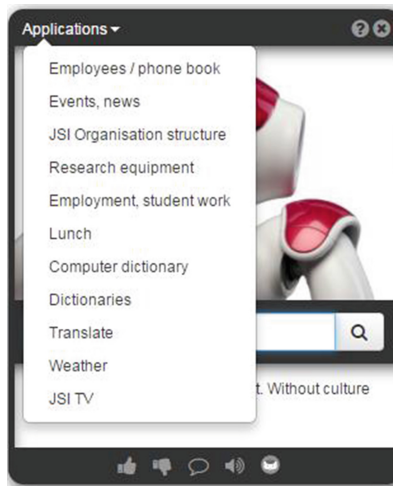 Applications
Employees / phone book
Events, news
JSI Organisation structure
Research equipment
Employment, student work
Lunch
Computer dictionary
Dictionaries
Translate
Weather
JSI TV
t. Without culture